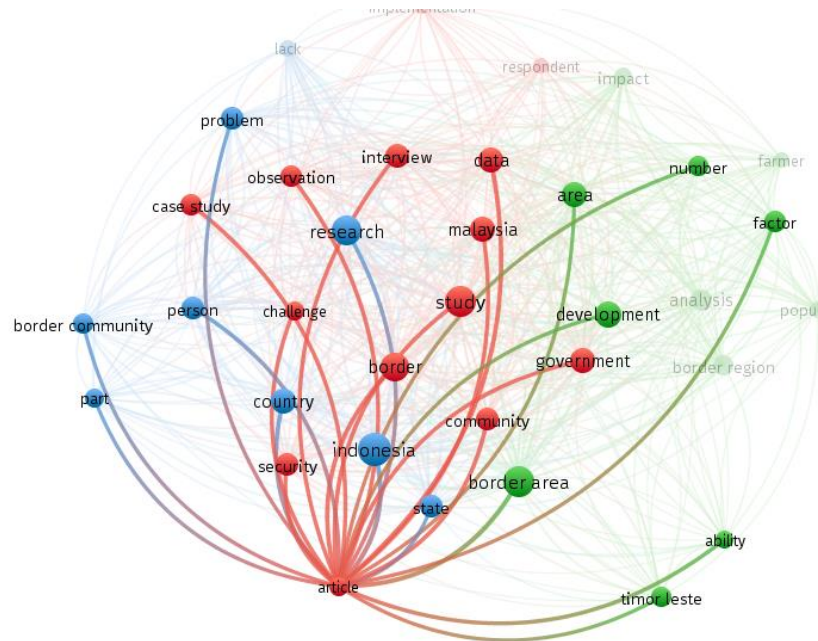 implementation
lack
respondent
impact
problem
interview
data
farmer
number
observation
area
case study
factor
malaysia
research
analysis
study
person
challenge
popu
development
border community
government
border
border region
part
country
community
indonesia
security
border area
state
ability
article
timor leste